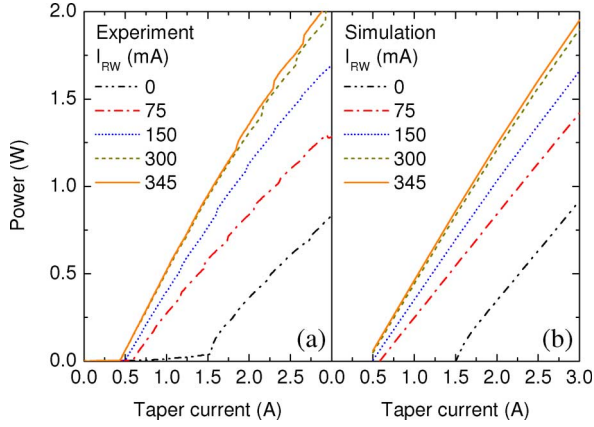 Power (W)
2.0
1.5
1.0
0.5
0.0
Experiment
I_RW (mA)
0
75
150
300
345
(a)
0.0 0.5 1.0 1.5 2.0 2.5
Taper current (A)
Simulation
I_RW (mA)
0
75
150
300
345
(b)
0.0 0.5 1.0 1.5 2.0 2.5 3.0
Taper current (A)